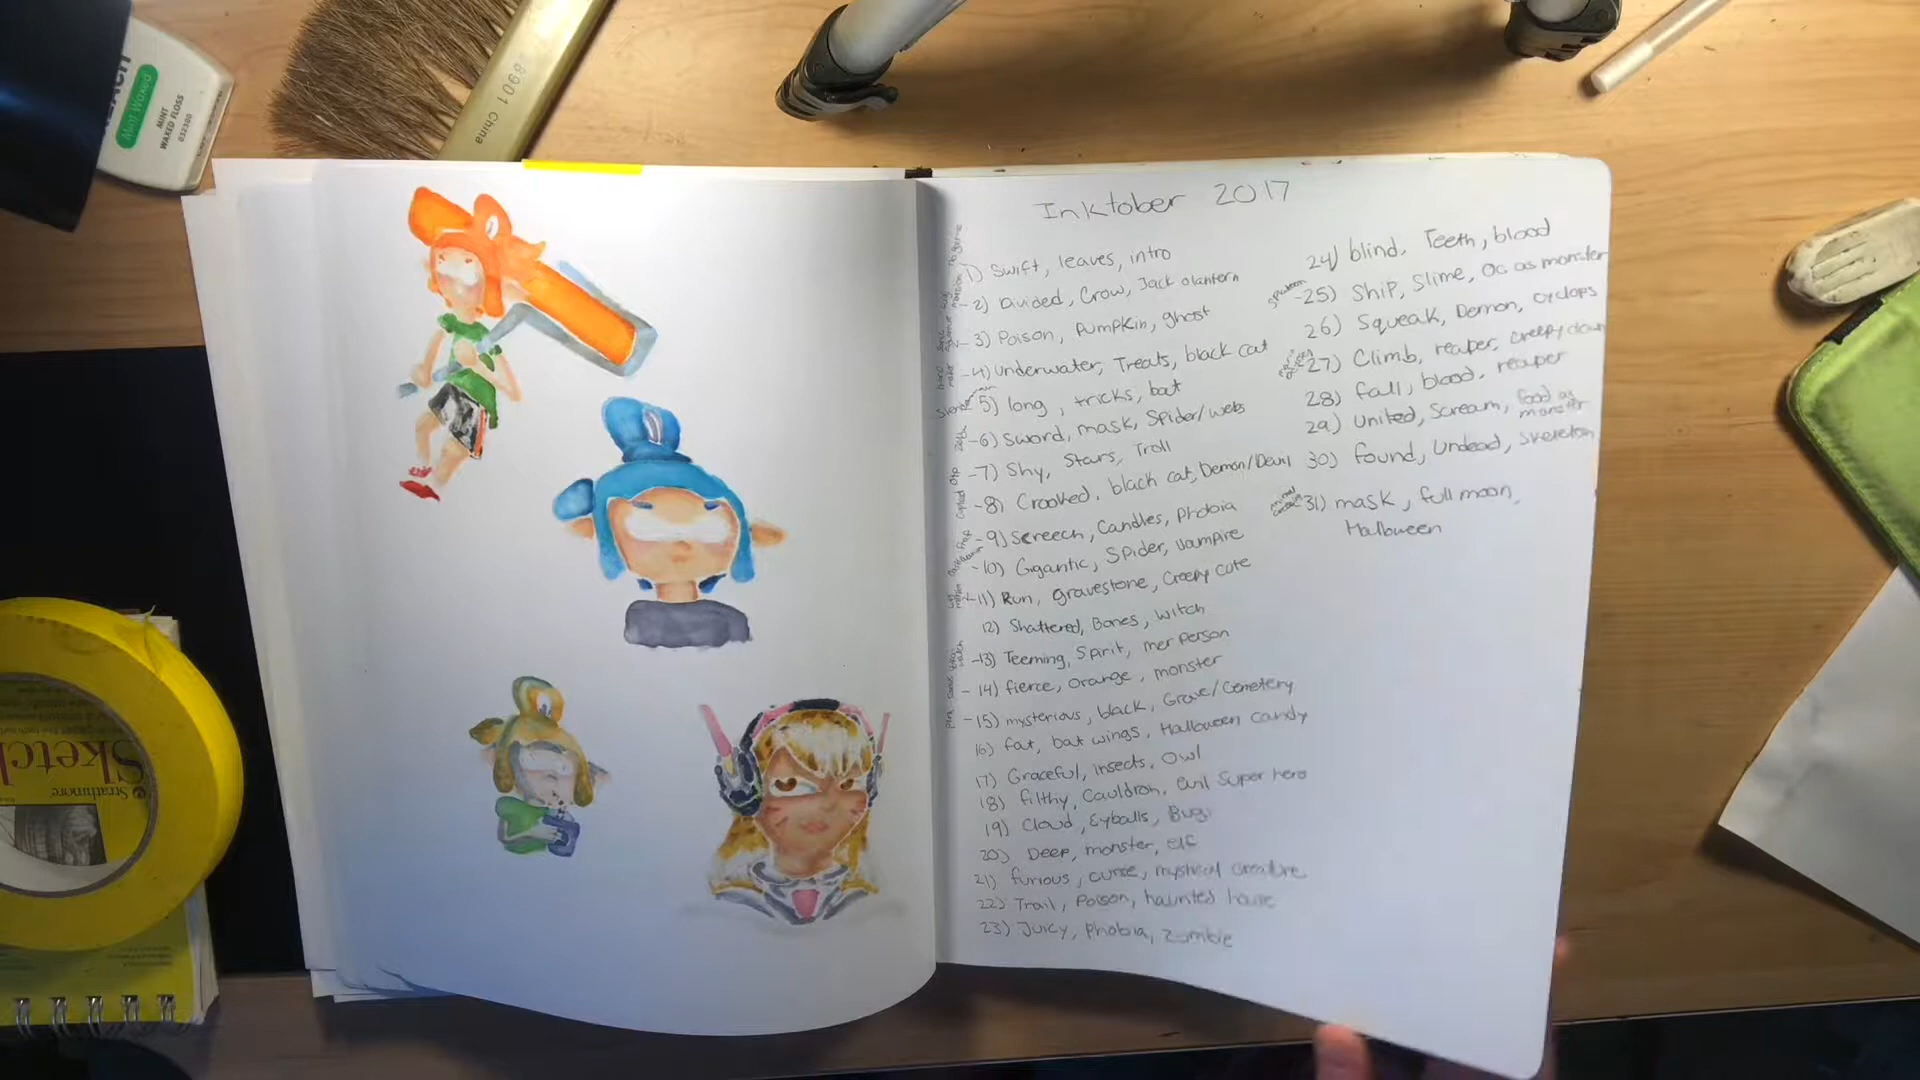 Mint Waxed
MINT
WAXED FLOSS
032380
8901 China
Sketch
Strathmore
Inktober 2017
1) Swift, leaves, intro
-2) Divided, Crow, Jack olantern
-3) Poison, Pumpkin, ghost
-4) Underwater, Treats, black cat
5) long, tricks, bat
-6) Sword, mask, Spider/webs
-7) Shy, Stars, Troll
-8) Crooked, black cat, Demon/Devil
-9) Screech, Candles, Phobia
-10) Gigantic, Spider, Vampire
-11) Run, gravestone, Creepy cute
12) Shattered, Bones, Witch
-13) Teeming, Spirit, mer person
-14) fierce, Orange, monster
-15) mysterious, black, Grave/Cemetery
16) fat, bat wings, Halloween candy
17) Graceful, insects, Owl
18) filthy, Cauldron, evil Super hero
19) Cloud, Eyballs, Bugs
20) Deep, monster, elf
21) furious, curse, mystical creature
22) Trail, Poison, haunted house
23) Juicy, Phobia, Zombie
24) blind, Teeth, blood
-25) Ship, Slime, Oc as monster
26) Squeak, Demon, cyclops
27) Climb, reaper, creepy clown
28) fall, blood, reaper
29) United, Scream, food as
monster
30) found, Undead, Skeleton
31) mask, full moon,
Halloween